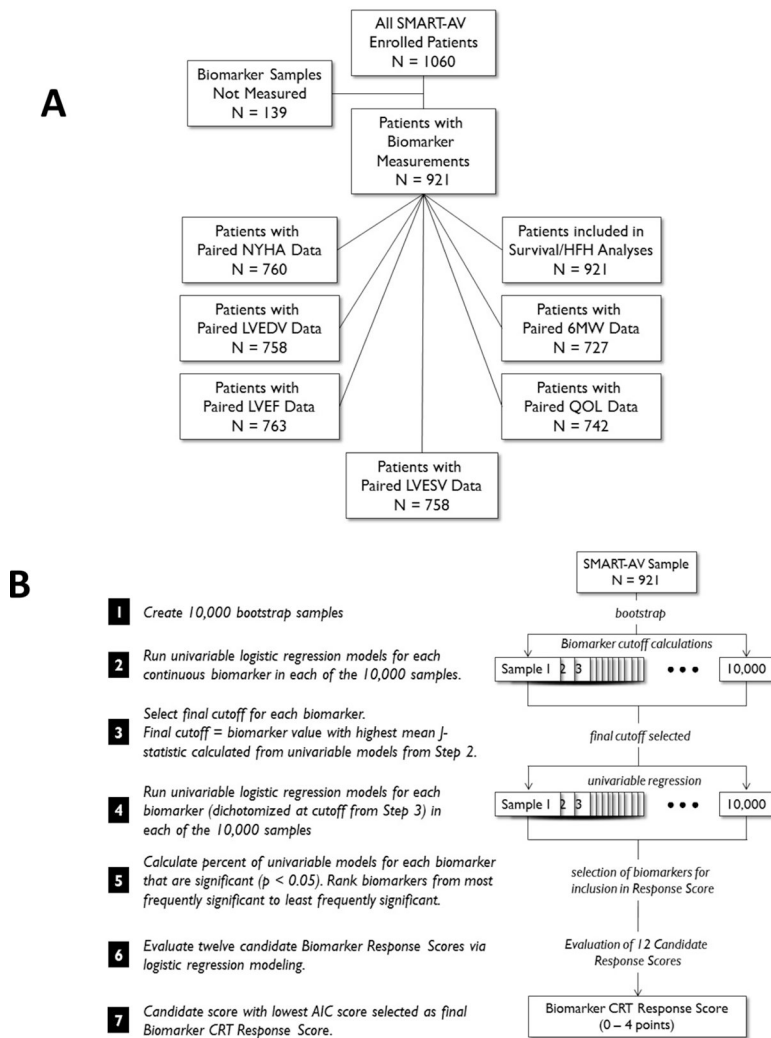 A
All SMART-AV
Enrolled Patients
N = 1060
Biomarker Samples
Not Measured
N = 139
Patients with
Biomarker
Measurements
N = 921
Patients with
Paired NYHA Data
N = 760
Patients included in
Survival/HFH Analyses
N = 921
Patients with
Paired LVEDV Data
N = 758
Patients with
Paired 6MW Data
N = 727
Patients with
Paired LVEF Data
N = 763
Patients with
Paired QOL Data
N = 742
Patients with
Paired LVESV Data
N = 758
B
1
Create 10,000 bootstrap samples
2
Run univariable logistic regression models for each
continuous biomarker in each of the 10,000 samples.
3
Select final cutoff for each biomarker.
Final cutoff = biomarker value with highest mean J-
statistic calculated from univariable models from Step 2.
4
Run univariable logistic regression models for each
biomarker (dichotomized at cutoff from Step 3) in
each of the 10,000 samples
5
Calculate percent of univariable models for each biomarker
that are significant (p < 0.05). Rank biomarkers from most
frequently significant to least frequently significant.
6
Evaluate twelve candidate Biomarker Response Scores via
logistic regression modeling.
7
Candidate score with lowest AIC score selected as final
Biomarker CRT Response Score.
SMART-AV Sample
N = 921
bootstrap
Biomarker cutoff calculations
Sample 1 2 3 ••• 10,000
final cutoff selected
univariable regression
Sample 1 2 3 ••• 10,000
selection of biomarkers for
inclusion in Response Score
Evaluation of 12 Candidate
Response Scores
Biomarker CRT Response Score
(0 – 4 points)